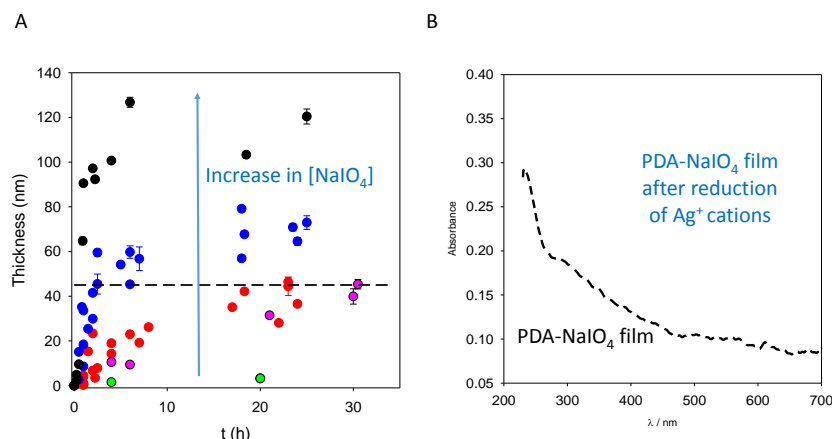 A
140
120
100
80
60
40
20
0
Thickness (nm)
Increase in [NaIO4]
0
10
20
30
t (h)
B
0.40
0.35
0.30
0.25
0.20
0.15
0.10
0.05
Absorbance
PDA-NaIO4 film
after reduction
of Ag+ cations
PDA-NaIO4 film
200
300
400
500
600
700
λ / nm